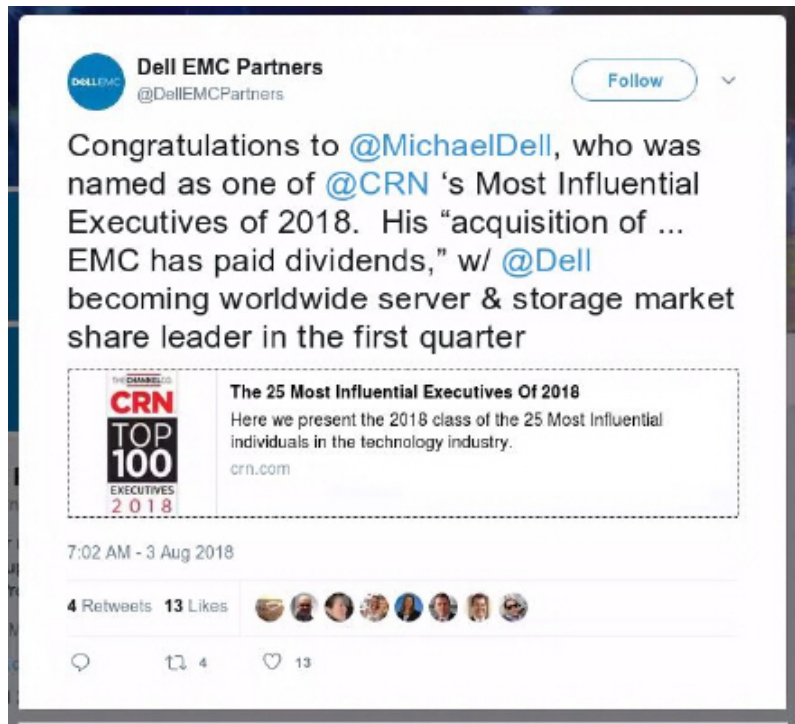 Dell EMC Partners
@DellEMCPartners
Follow
DELLEMC
Congratulations to @MichaelDell, who was
named as one of @CRN 's Most Influential
Executives of 2018. His “acquisition of ...
EMC has paid dividends,” w/ @Dell
becoming worldwide server & storage market
share leader in the first quarter
THE CHANNELCO
CRN
TOP
100
EXECUTIVES
2018
The 25 Most Influential Executives Of 2018
Here we present the 2018 class of the 25 Most Influential
individuals in the technology industry.
crn.com
7:02 AM - 3 Aug 2018
4 Retweets 13 Likes
4 13